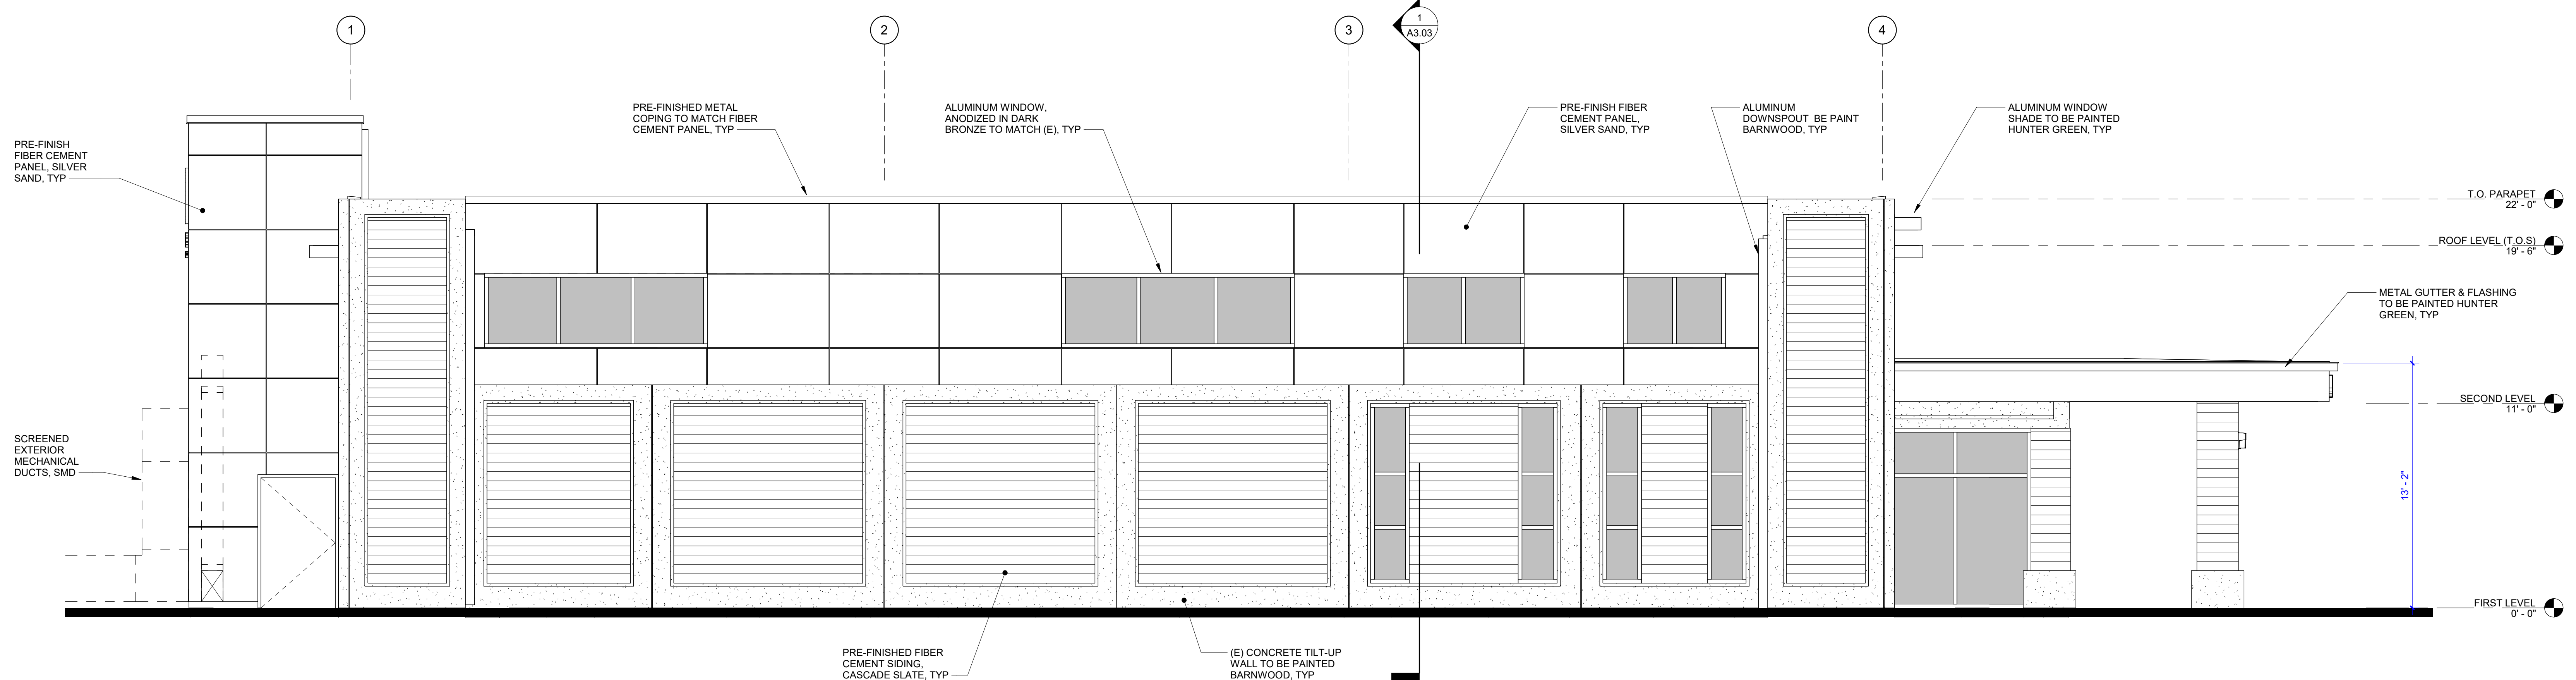 1
2
3
1
A3.03
4
PRE-FINISHED METAL
COPING TO MATCH FIBER
CEMENT PANEL, TYP
ALUMINUM WINDOW,
ANODIZED IN DARK
BRONZE TO MATCH (E), TYP
PRE-FINISH FIBER
CEMENT PANEL,
SILVER SAND, TYP
ALUMINUM
DOWNSPOUT BE PAINT
BARNWOOD, TYP
ALUMINUM WINDOW
SHADE TO BE PAINTED
HUNTER GREEN, TYP
PRE-FINISH
FIBER CEMENT
PANEL, SILVER
SAND, TYP
T.O. PARAPET
22' - 0"
ROOF LEVEL (T.O.S)
19' - 6"
METAL GUTTER & FLASHING
TO BE PAINTED HUNTER
GREEN, TYP
SECOND LEVEL
11' - 0"
SCREENED
EXTERIOR
MECHANICAL
DUCTS, SMD
13' - 2"
FIRST LEVEL
0' - 0"
PRE-FINISHED FIBER
CEMENT SIDING,
CASCADE SLATE, TYP
(E) CONCRETE TILT-UP
WALL TO BE PAINTED
BARNWOOD, TYP